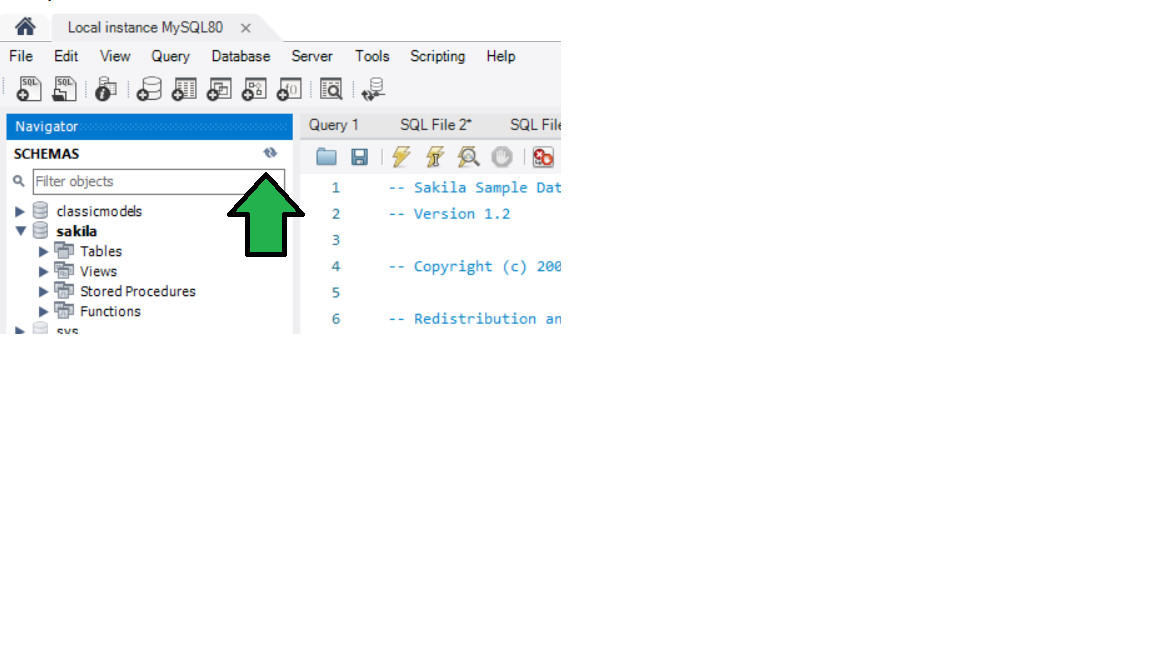 Local instance MySQL80
File Edit View Query Database Server Tools Scripting Help
SQL SQL
Navigator
Query 1 SQL File 2* SQL File
SCHEMAS
Filter objects
1 -- Sakila Sample Dat
2 -- Version 1.2
3
4 -- Copyright (c) 200
5
6 -- Redistribution an
classicmodels
sakila
Tables
Views
Stored Procedures
Functions
sys